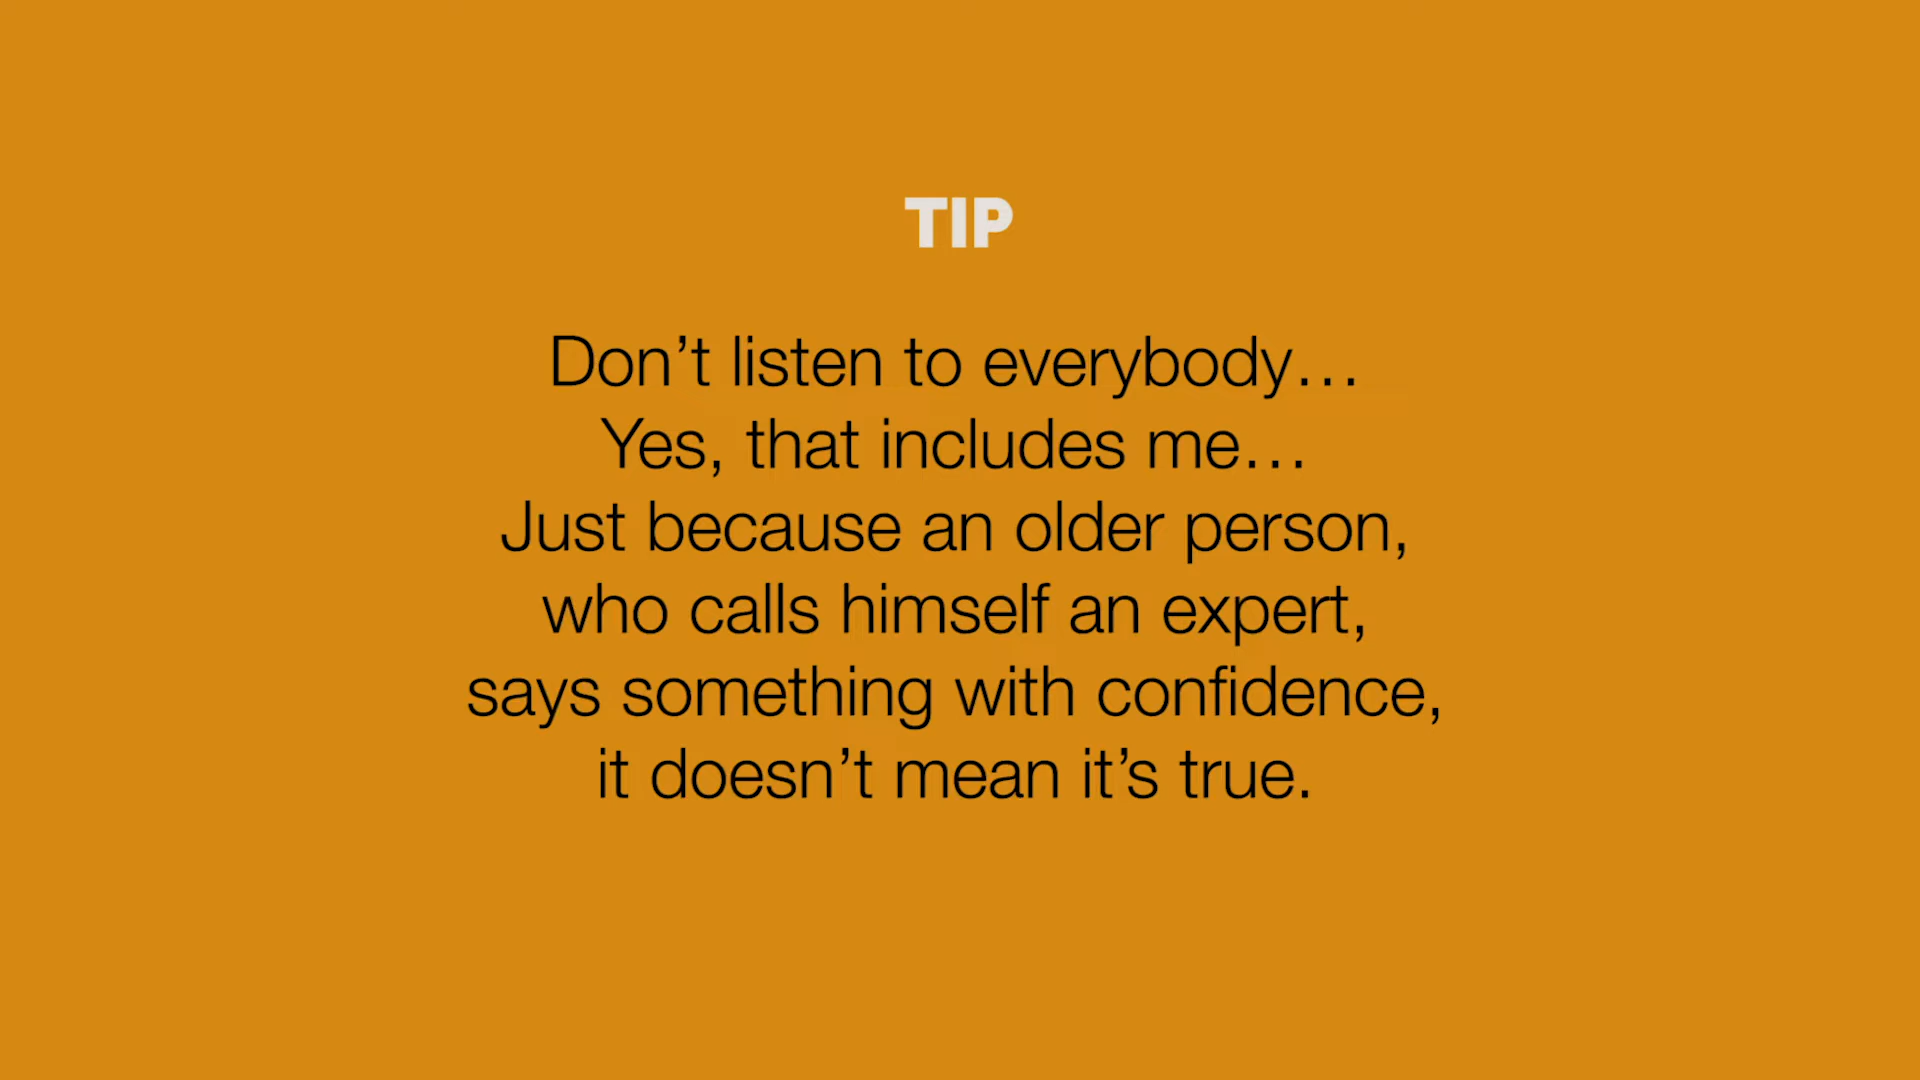 TIP
Don’t listen to everybody…
Yes, that includes me…
Just because an older person,
who calls himself an expert,
says something with confidence,
it doesn’t mean it’s true.